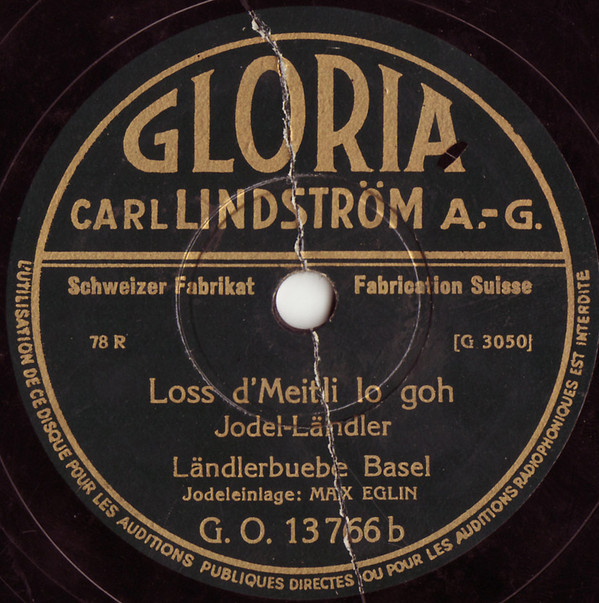 GLORIA
CARL LINDSTRÖM A.-G.
Schweizer Fabrikat Fabrication Suisse
78 R [G 3050]
Loss d'Meitli lo goh
Jodel-Ländler
Ländlerbuebe Basel
Jodeleinlage: MAX EGLIN
G. O. 13766b
L'UTILISATION DE CE DISQUE POUR LES AUDITIONS PUBLIQUES DIRECTES OU POUR LES AUDITIONS RADIOPHONIQUES EST INTERDITE